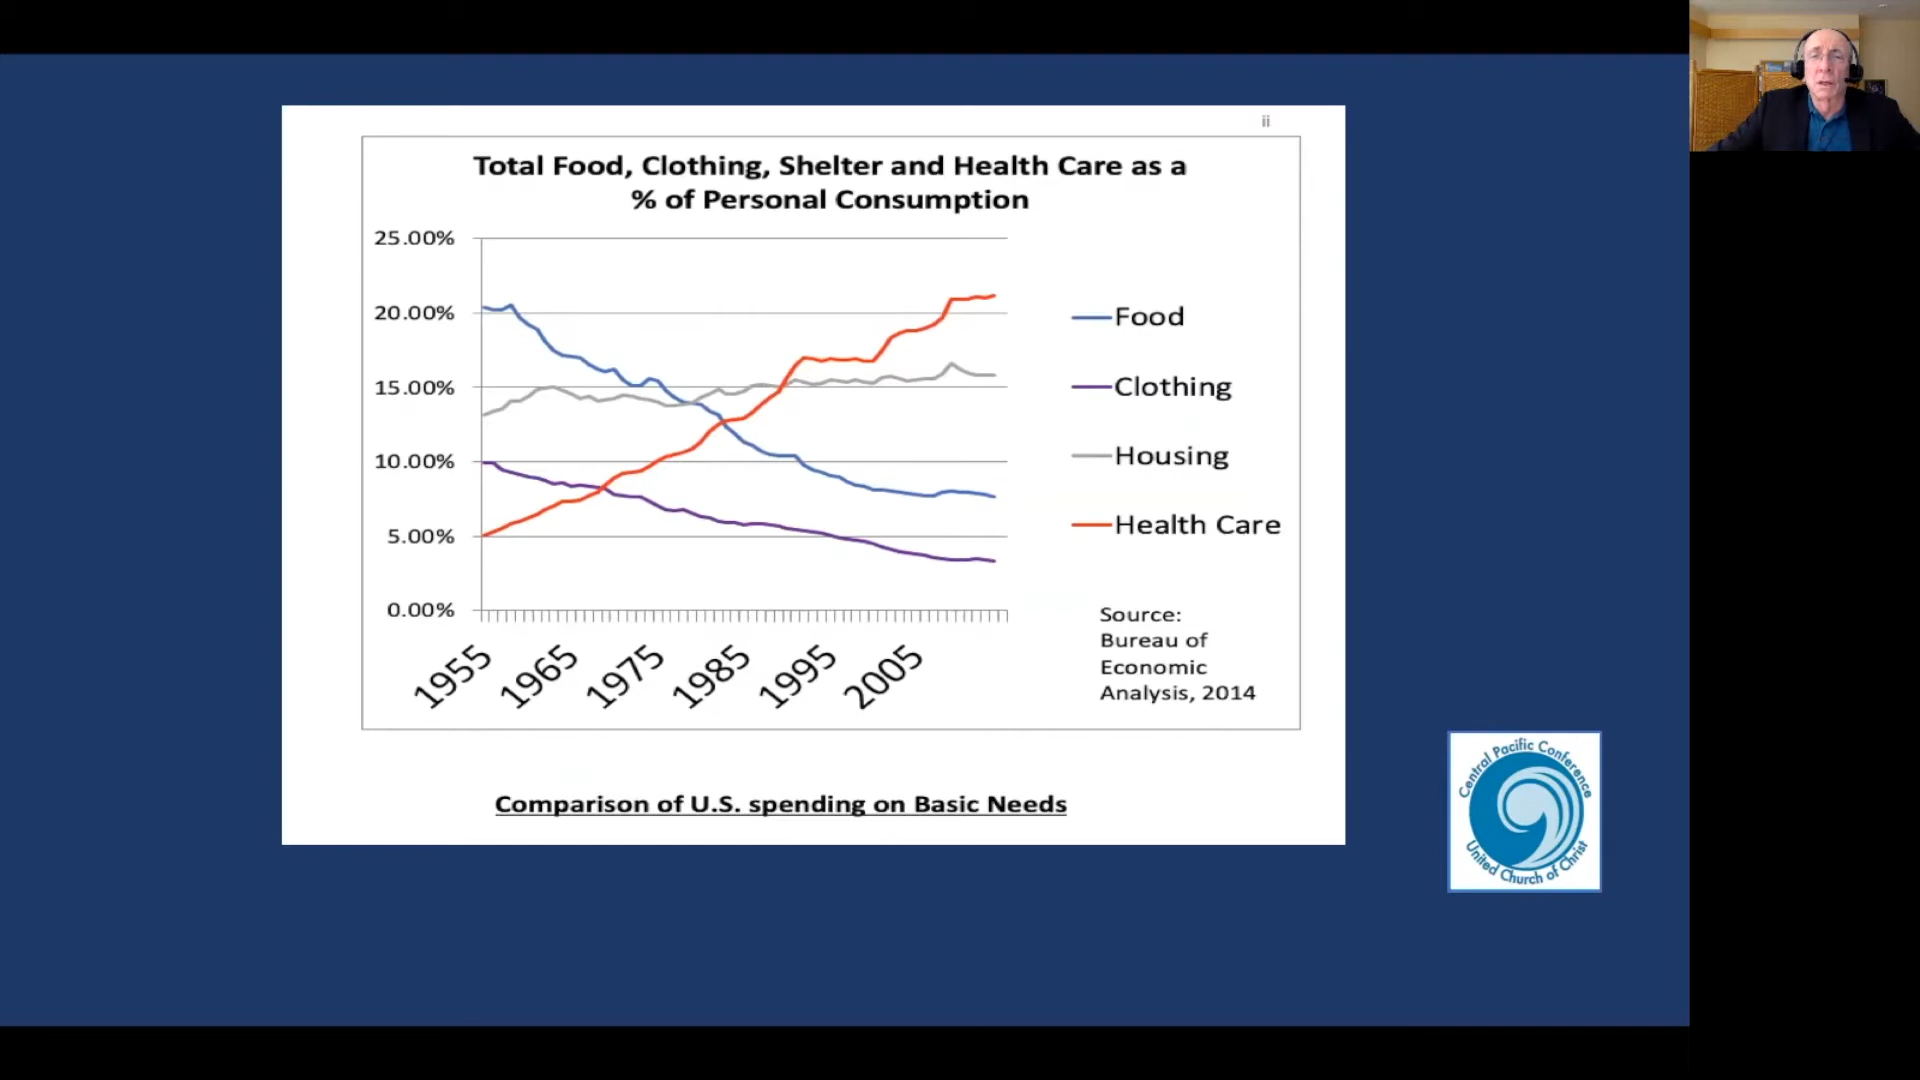 ii
Total Food, Clothing, Shelter and Health Care as a
% of Personal Consumption
25.00%
20.00%
15.00%
10.00%
5.00%
0.00%
1955
1965
1975
1985
1995
2005
Food
Clothing
Housing
Health Care
Source:
Bureau of
Economic
Analysis, 2014
Comparison of U.S. spending on Basic Needs
Central Pacific Conference
United Church of Christ